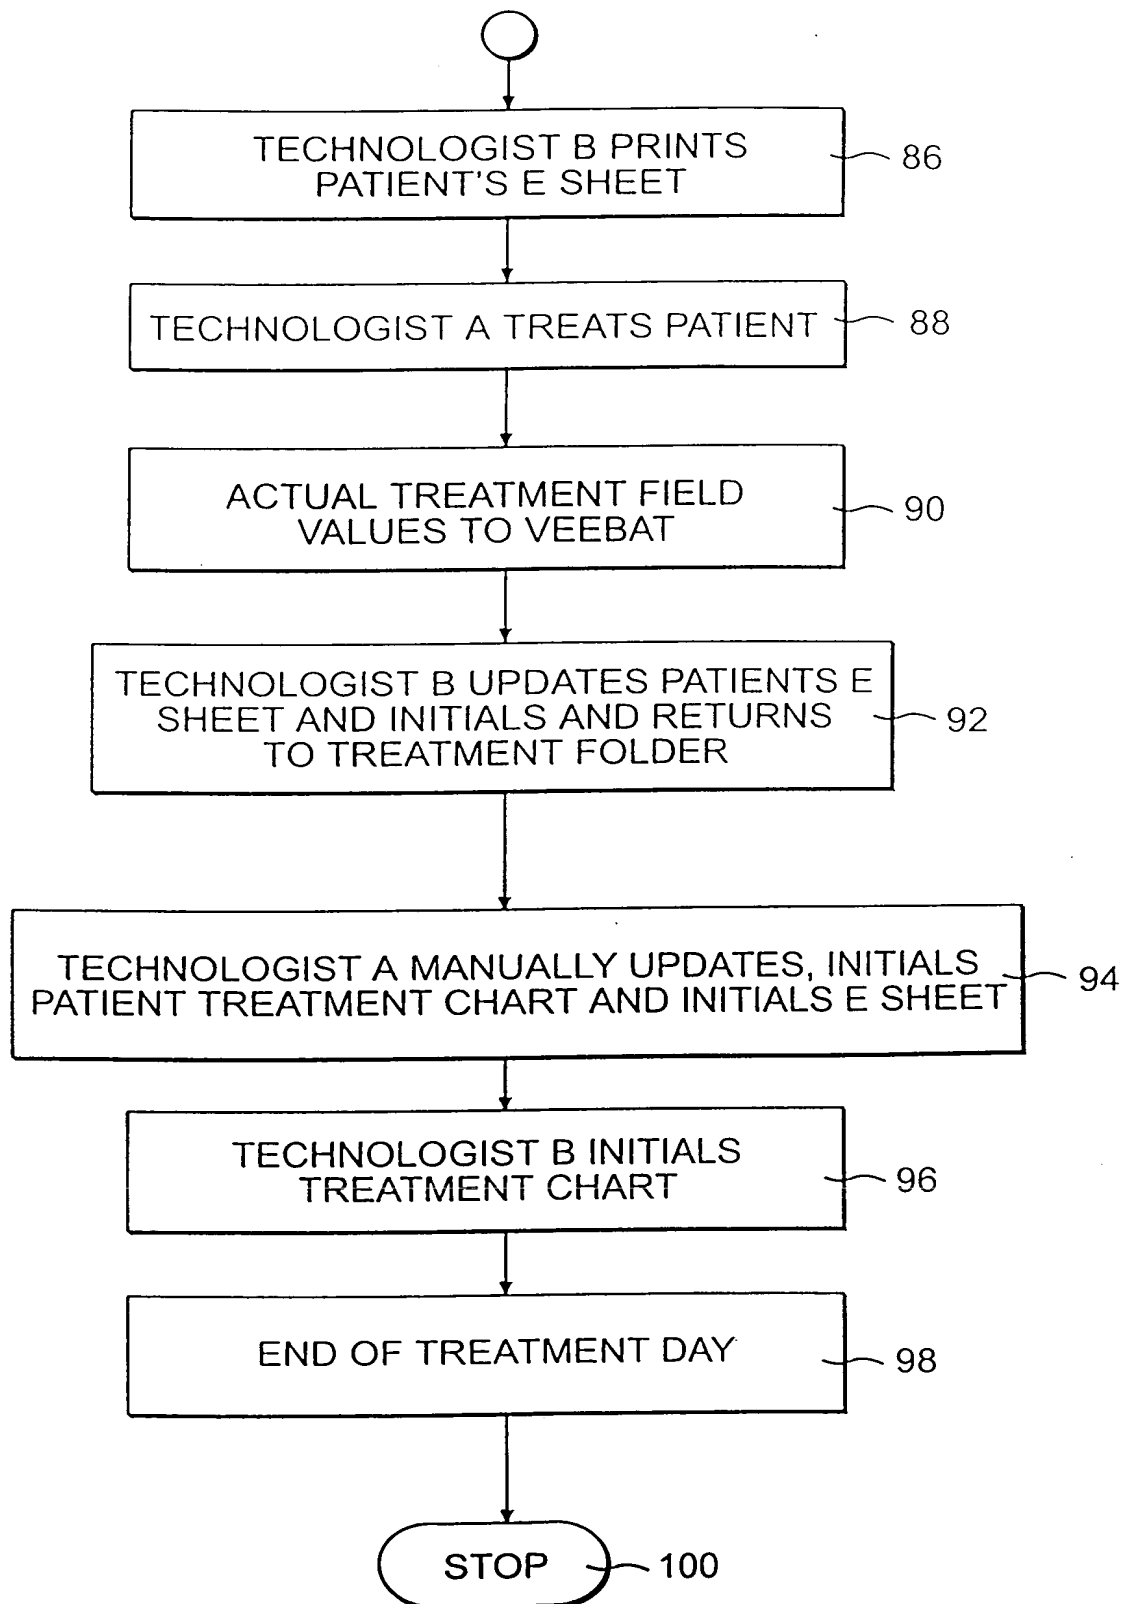 TECHNOLOGIST B PRINTS
PATIENT'S E SHEET
86
TECHNOLOGIST A TREATS PATIENT
88
ACTUAL TREATMENT FIELD
VALUES TO VEEBAT
90
TECHNOLOGIST B UPDATES PATIENTS E
SHEET AND INITIALS AND RETURNS
TO TREATMENT FOLDER
92
TECHNOLOGIST A MANUALLY UPDATES, INITIALS
PATIENT TREATMENT CHART AND INITIALS E SHEET
94
TECHNOLOGIST B INITIALS
TREATMENT CHART
96
END OF TREATMENT DAY
98
STOP
100